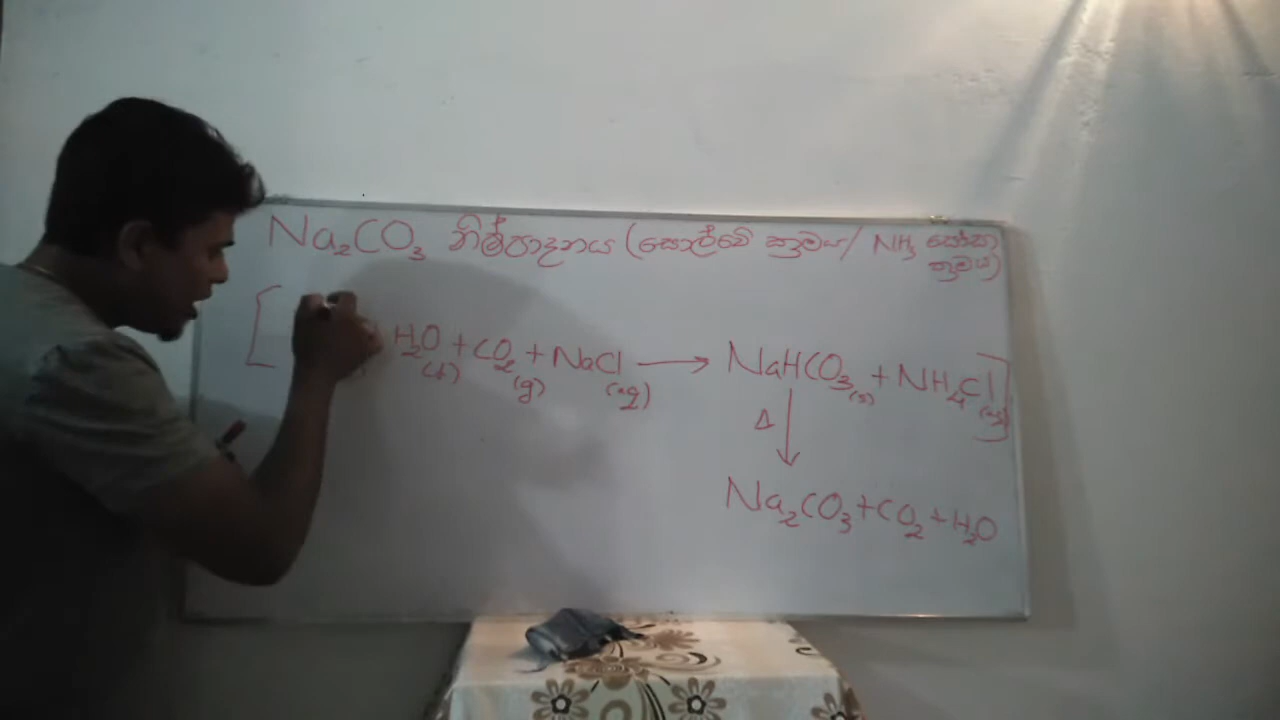 Na₂CO₃ නිෂ්පාදනය (සොල්වේ ක්‍රමය/ NH₃ සෝඩා
ක්‍රමය)
[ H₂O + CO₂ + NaCl → NaHCO₃ + NH₄Cl ]
(l) (g) (aq) (s) (aq)
Δ ↓
Na₂CO₃ + CO₂ + H₂O